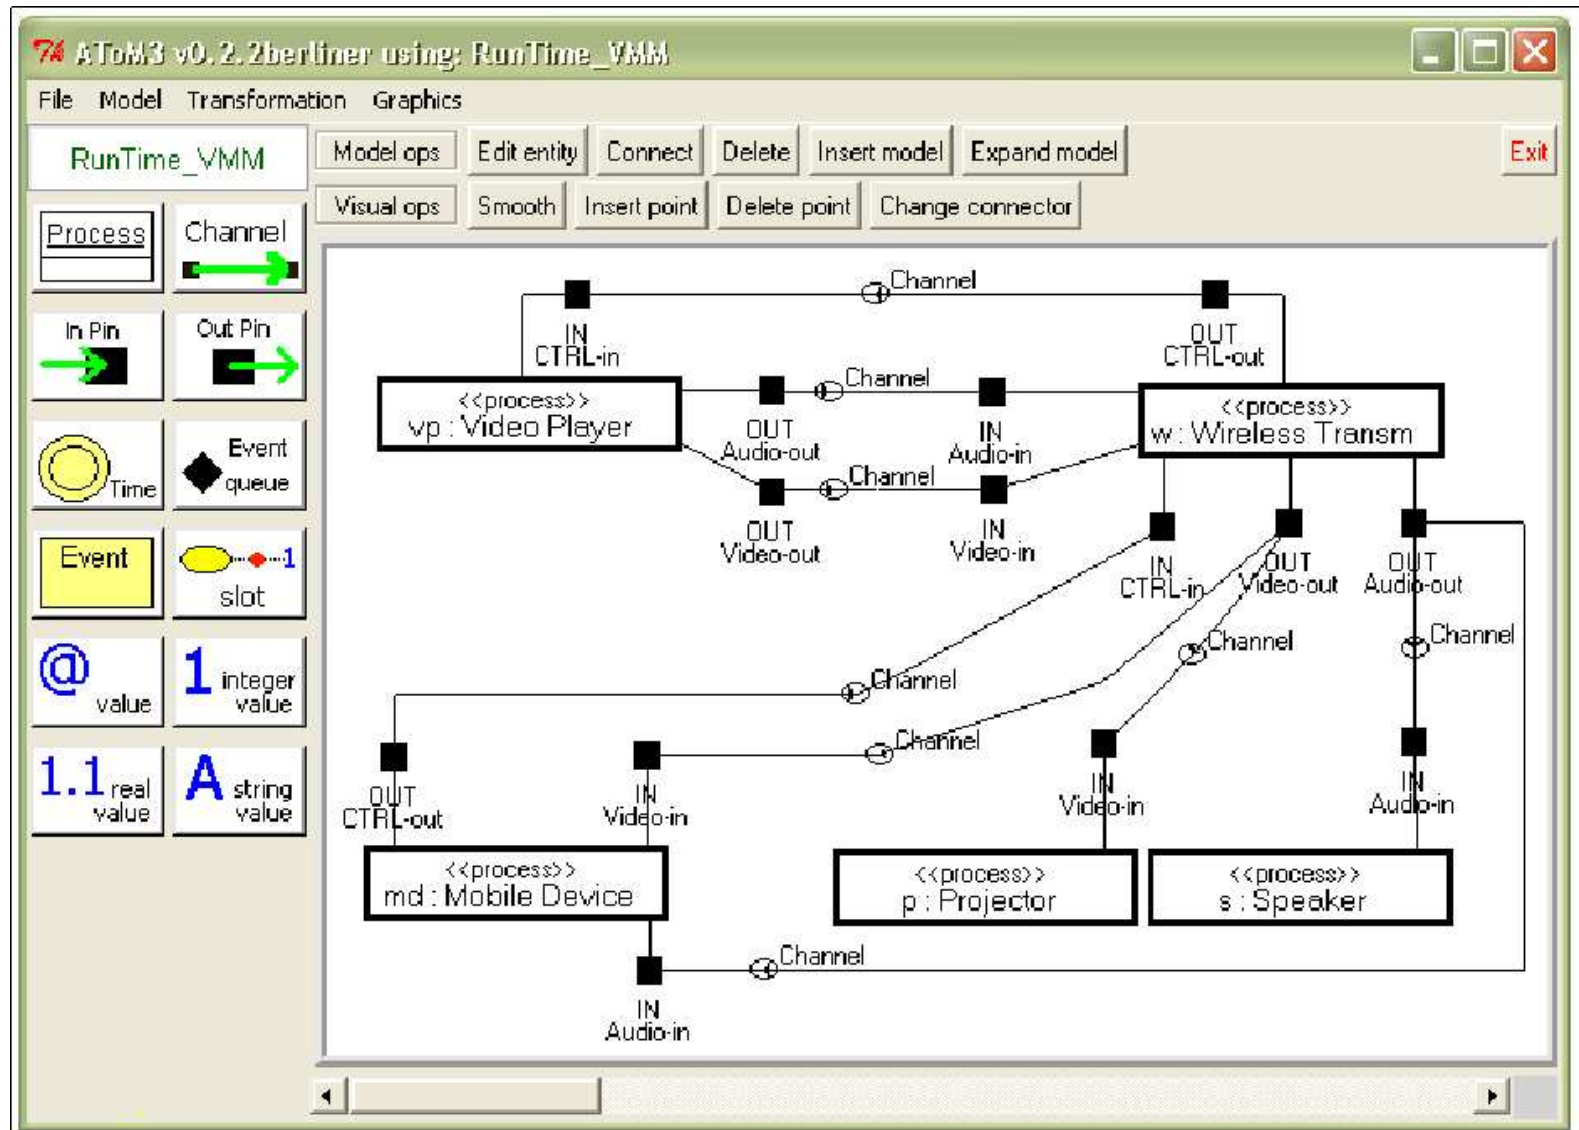 AToM3 v0.2.2berliner using: RunTime_VMM
File Model Transformation Graphics
RunTime_VMM
Model ops Edit entity Connect Delete Insert model Expand model Exit
Visual ops Smooth Insert point Delete point Change connector
Process
Channel
In Pin
Out Pin
Time
Event
queue
Event
slot
@ value
1 integer
value
1.1 real
value
A string
value
Channel
IN
CTRL-in
OUT
CTRL-out
<<process>>
vp : Video Player
Channel
OUT
Audio-out
IN
Audio-in
<<process>>
w : Wireless Transm
Channel
OUT
Video-out
IN
Video-in
IN
CTRL-in
OUT
Video-out
OUT
Audio-out
Channel
Channel
Channel
Channel
OUT
CTRL-out
IN
Video-in
IN
Video-in
IN
Audio-in
<<process>>
md : Mobile Device
<<process>>
p : Projector
<<process>>
s : Speaker
Channel
IN
Audio-in